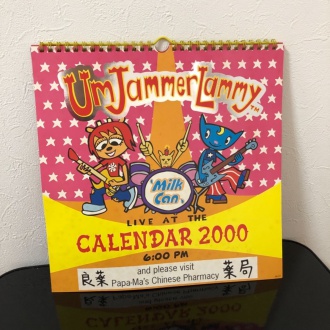 UmJammerLammy™
Milk
Can
LIVE AT THE
CALENDAR 2000
6:00 PM
and please visit
良薬 Papa-Ma's Chinese Pharmacy 薬局